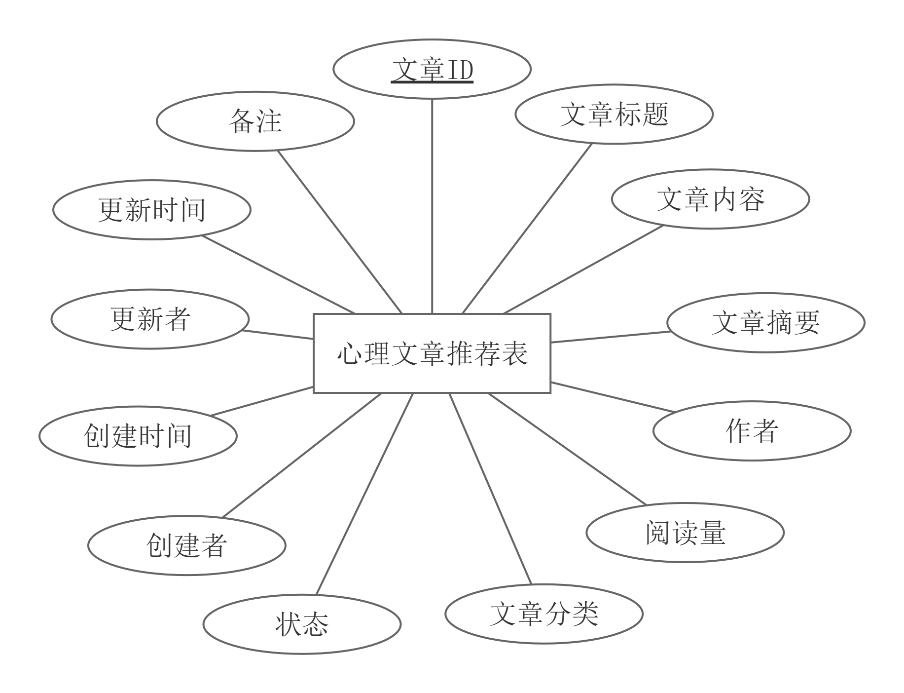 文章ID
文章标题
备注
文章内容
更新时间
更新者
文章摘要
心理文章推荐表
创建时间
作者
创建者
阅读量
状态
文章分类